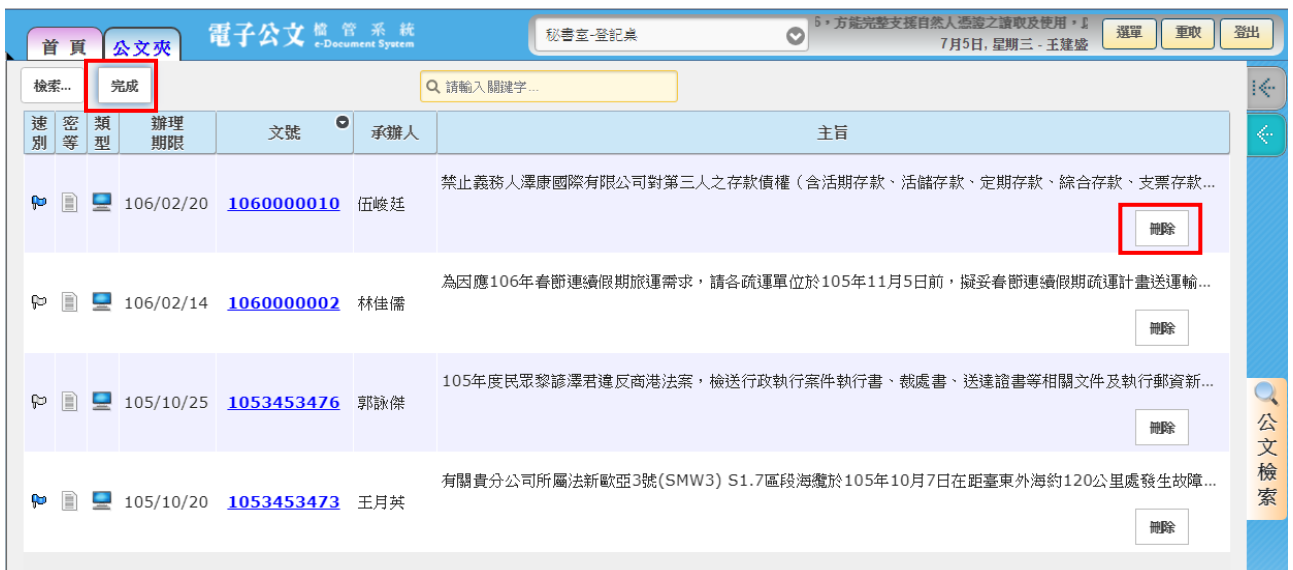 首 頁
公文夾
電子公文 檔 管 系 統
e-Document System
秘書室-登記桌
6，方能完整支援自然人憑證之讀取及使用，
7月5日, 星期三 - 王建盛
選單
重取
登出
檢索...
完成
請輸入關鍵字...
速別
密等
類型
辦理期限
文號
承辦人
主旨
106/02/20 1060000010 伍峻廷
禁止義務人澤康國際有限公司對第三人之存款債權（含活期存款、活儲存款、定期存款、綜合存款、支票存款...
刪除
106/02/14 1060000002 林佳儒
為因應106年春節連續假期旅運需求，請各疏運單位於105年11月5日前，擬妥春節連續假期疏運計畫送運輸...
刪除
105/10/25 1053453476 郭詠傑
105年度民眾黎諺澤君違反商港法案，檢送行政執行案件執行書、裁處書、送達證書等相關文件及執行郵資新...
刪除
105/10/20 1053453473 王月英
有關貴分公司所屬法新歐亞3號(SMW3) S1.7區段海纜於105年10月7日在距臺東外海約120公里處發生故障...
刪除
公文檢索